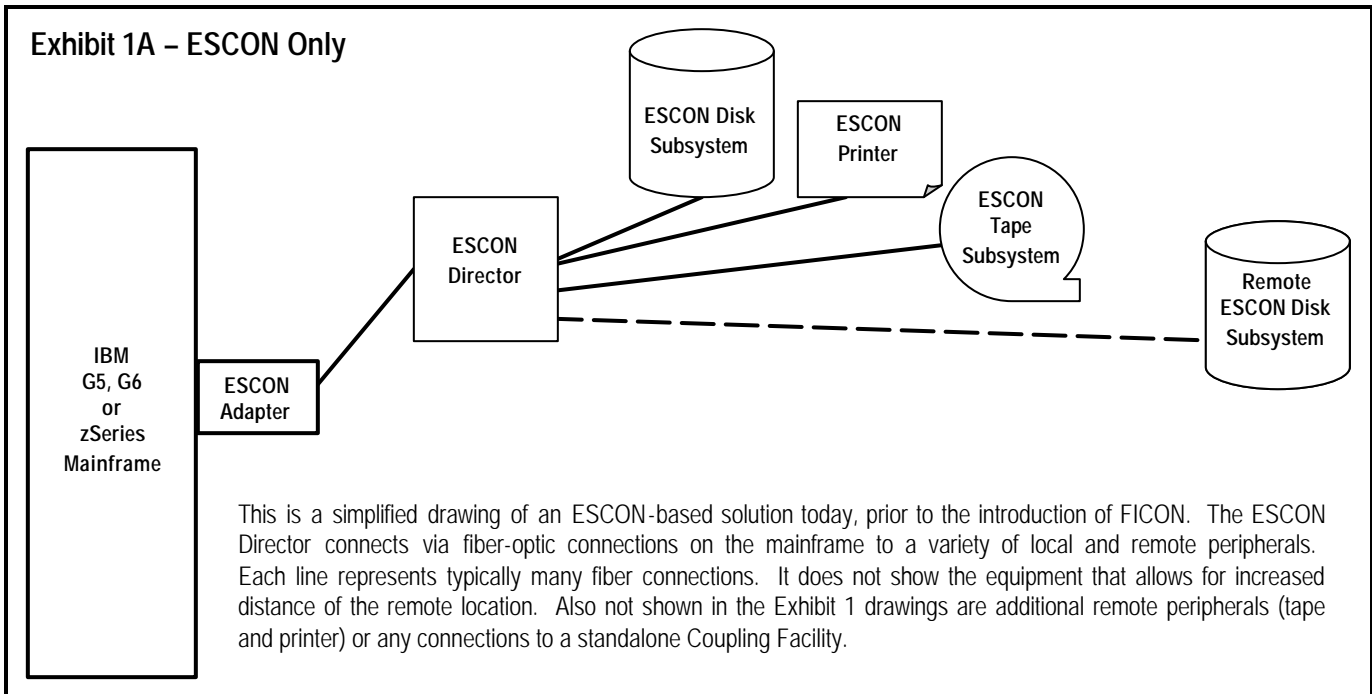 Exhibit 1A – ESCON Only
ESCON Disk
Subsystem
ESCON
Printer
ESCON
Tape
Subsystem
ESCON
Director
Remote
ESCON Disk
Subsystem
IBM
G5, G6
or
zSeries
Mainframe
ESCON
Adapter
This is a simplified drawing of an ESCON-based solution today, prior to the introduction of FICON. The ESCON
Director connects via fiber-optic connections on the mainframe to a variety of local and remote peripherals.
Each line represents typically many fiber connections. It does not show the equipment that allows for increased
distance of the remote location. Also not shown in the Exhibit 1 drawings are additional remote peripherals (tape
and printer) or any connections to a standalone Coupling Facility.